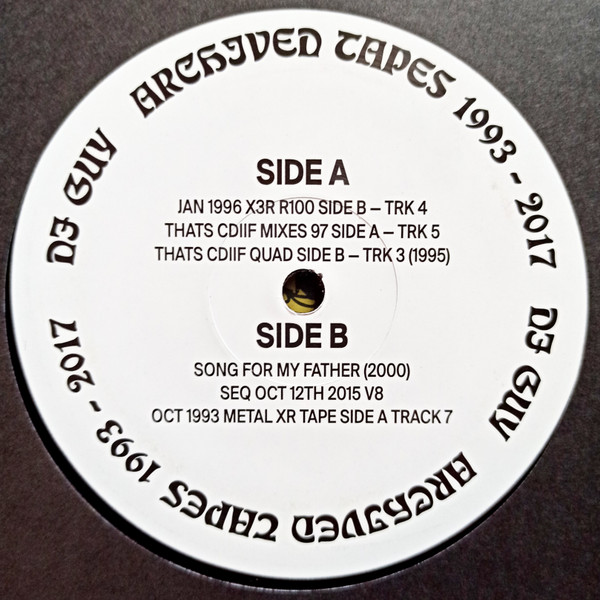 DJ GUY ARCHIVED TAPES 1993 - 2017
SIDE A
JAN 1996 X3R R100 SIDE B – TRK 4
THATS CDIIF MIXES 97 SIDE A – TRK 5
THATS CDIIF QUAD SIDE B – TRK 3 (1995)
SIDE B
SONG FOR MY FATHER (2000)
SEQ OCT 12TH 2015 V8
OCT 1993 METAL XR TAPE SIDE A TRACK 7
DJ GUY ARCHIVED TAPES 1993 - 2017